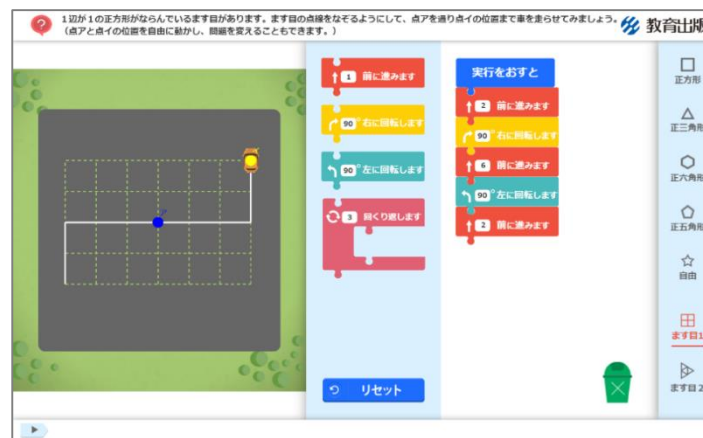 ?
1辺が1の正方形がならんでいるます目があります。ます目の点線をなぞるようにして、点アを通り点イの位置まで車を走らせてみましょう。
(点アと点イの位置を自由に動かし、問題を変えることもできます。)
教育出版
1 前に進みます
90° 右に回転します
90° 左に回転します
3 回くり返します
リセット
実行をおすと
2 前に進みます
90° 右に回転します
6 前に進みます
90° 左に回転します
2 前に進みます
正方形
正三角形
正六角形
正五角形
自由
ます目1
ます目2